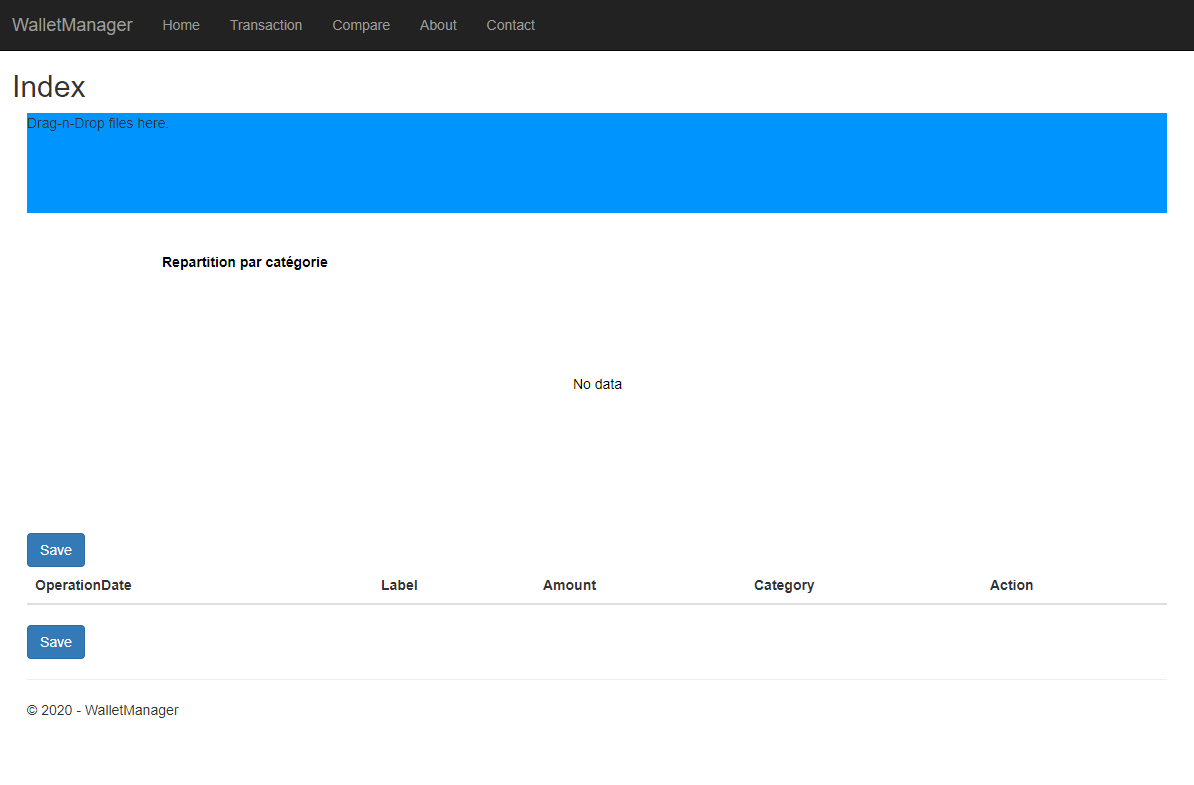 WalletManager Home Transaction Compare About Contact
Index
Drag-n-Drop files here.
Repartition par catégorie
No data
Save
OperationDate Label Amount Category Action
Save
© 2020 - WalletManager